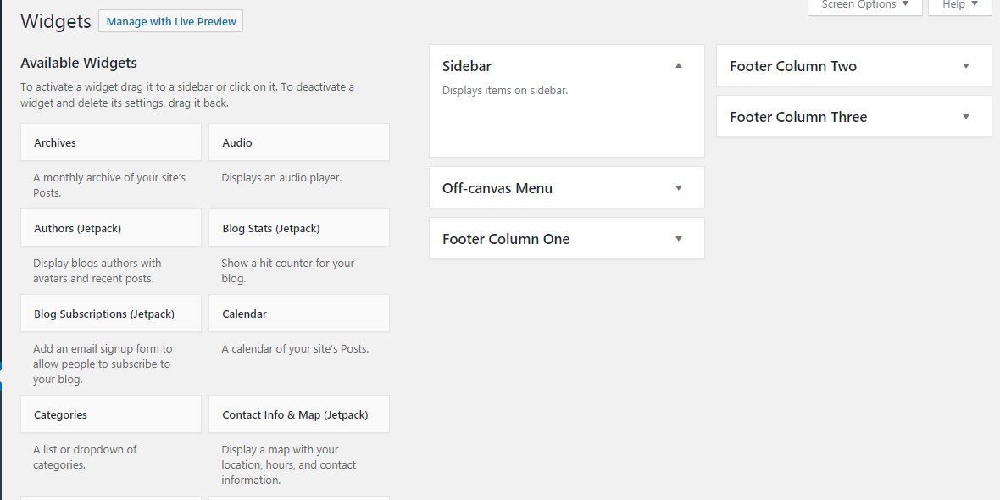 Screen Options
Help
Widgets
Manage with Live Preview
Available Widgets
To activate a widget drag it to a sidebar or click on it. To deactivate a
widget and delete its settings, drag it back.
Archives
A monthly archive of your site's
Posts.
Audio
Displays an audio player.
Authors (Jetpack)
Display blogs authors with
avatars and recent posts.
Blog Stats (Jetpack)
Show a hit counter for your
blog.
Blog Subscriptions (Jetpack)
Add an email signup form to
allow people to subscribe to
your blog.
Calendar
A calendar of your site's Posts.
Categories
A list or dropdown of
categories.
Contact Info & Map (Jetpack)
Display a map with your
location, hours, and contact
information.
Sidebar
Displays items on sidebar.
Off-canvas Menu
Footer Column One
Footer Column Two
Footer Column Three